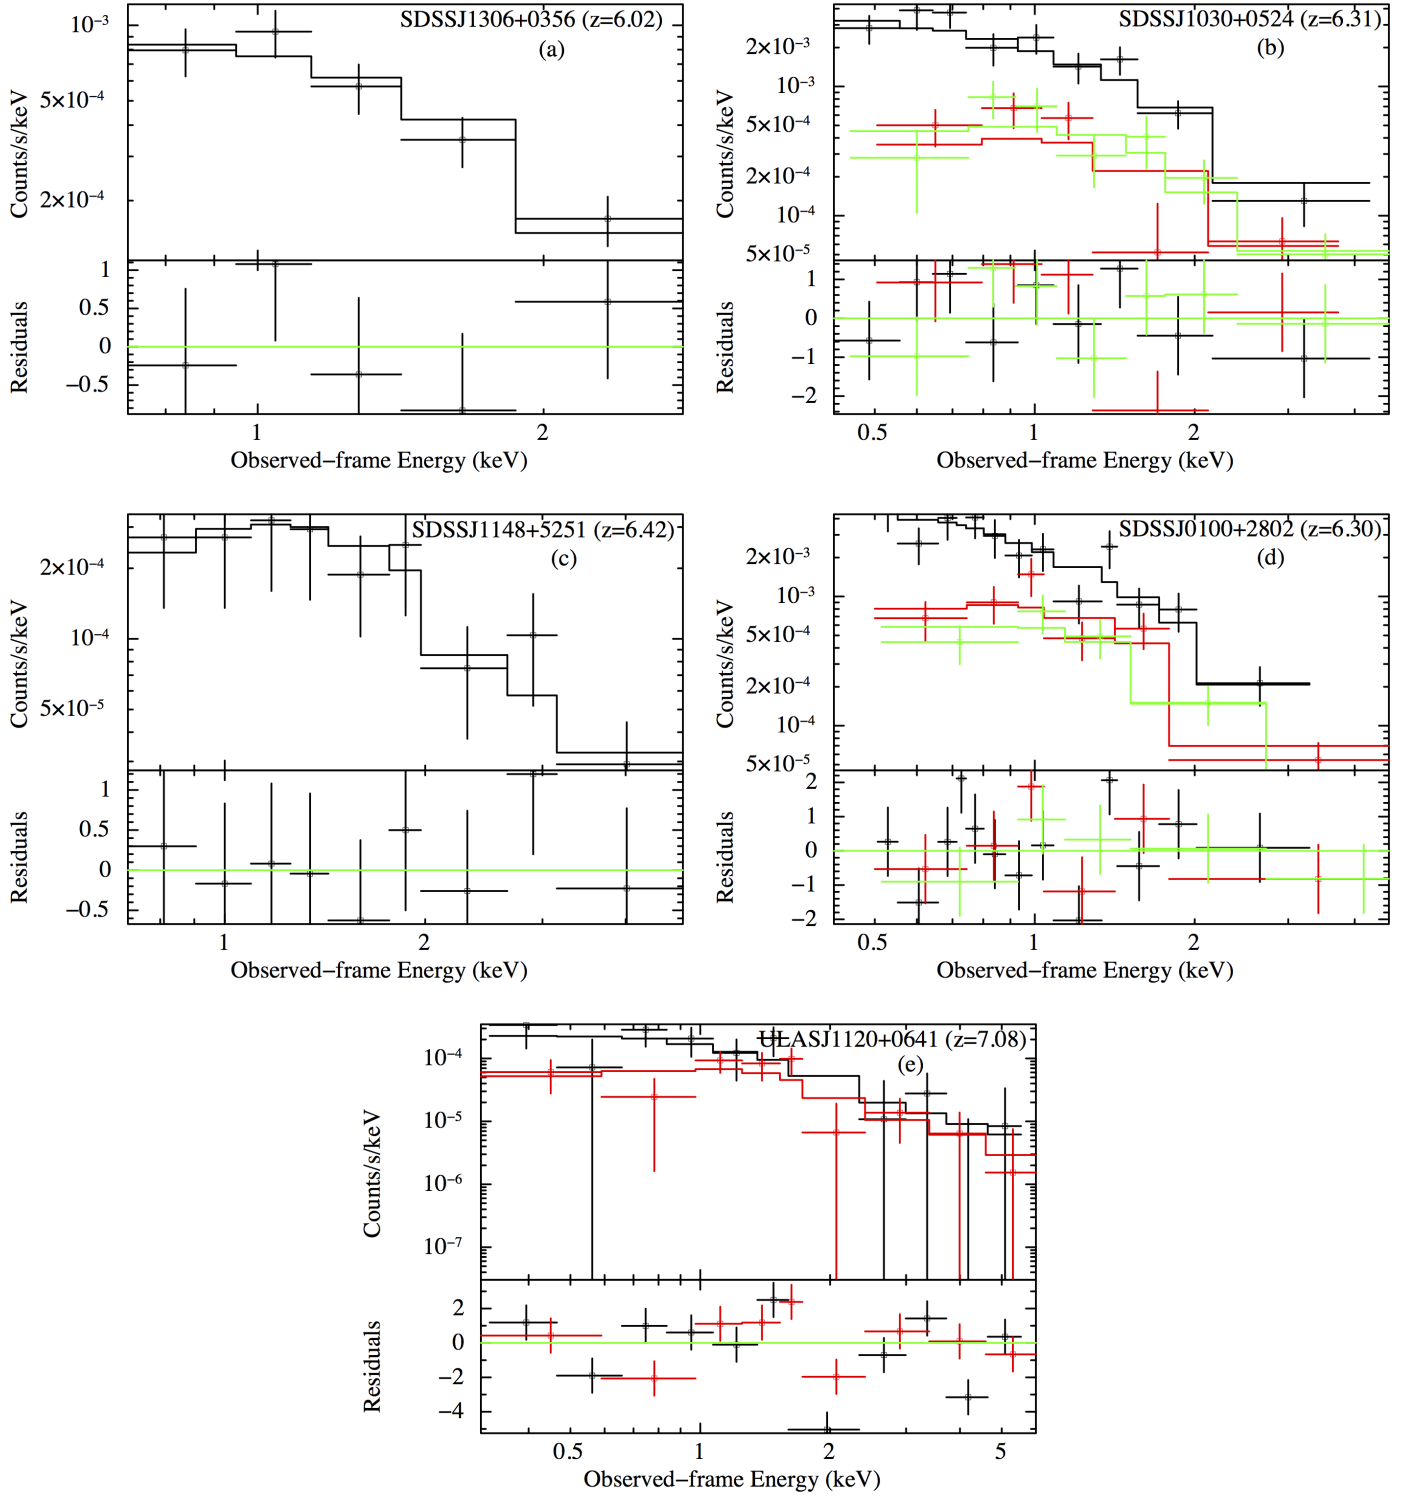 SDSSJ1306+0356 (z=6.02)
(a)
Counts/s/keV
10⁻³
5×10⁻⁴
2×10⁻⁴
Residuals
1
0.5
0
−0.5
1 2
Observed−frame Energy (keV)
SDSSJ1030+0524 (z=6.31)
(b)
Counts/s/keV
2×10⁻³
10⁻³
5×10⁻⁴
2×10⁻⁴
10⁻⁴
5×10⁻⁵
Residuals
1
0
−1
−2
0.5 1 2
Observed−frame Energy (keV)
SDSSJ1148+5251 (z=6.42)
(c)
Counts/s/keV
2×10⁻⁴
10⁻⁴
5×10⁻⁵
Residuals
1
0.5
0
−0.5
1 2
Observed−frame Energy (keV)
SDSSJ0100+2802 (z=6.30)
(d)
Counts/s/keV
2×10⁻³
10⁻³
5×10⁻⁴
2×10⁻⁴
10⁻⁴
5×10⁻⁵
Residuals
2
1
0
−1
−2
0.5 1 2
Observed−frame Energy (keV)
ULASJ1120+0641 (z=7.08)
(e)
Counts/s/keV
10⁻⁴
10⁻⁵
10⁻⁶
10⁻⁷
Residuals
2
0
−2
−4
0.5 1 2 5
Observed−frame Energy (keV)